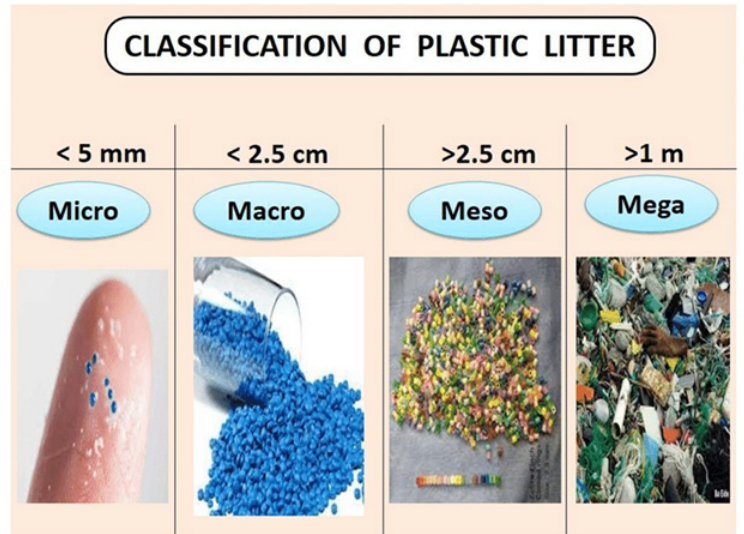 CLASSIFICATION OF PLASTIC LITTER
< 5 mm
< 2.5 cm
>2.5 cm
>1 m
Micro
Macro
Meso
Mega